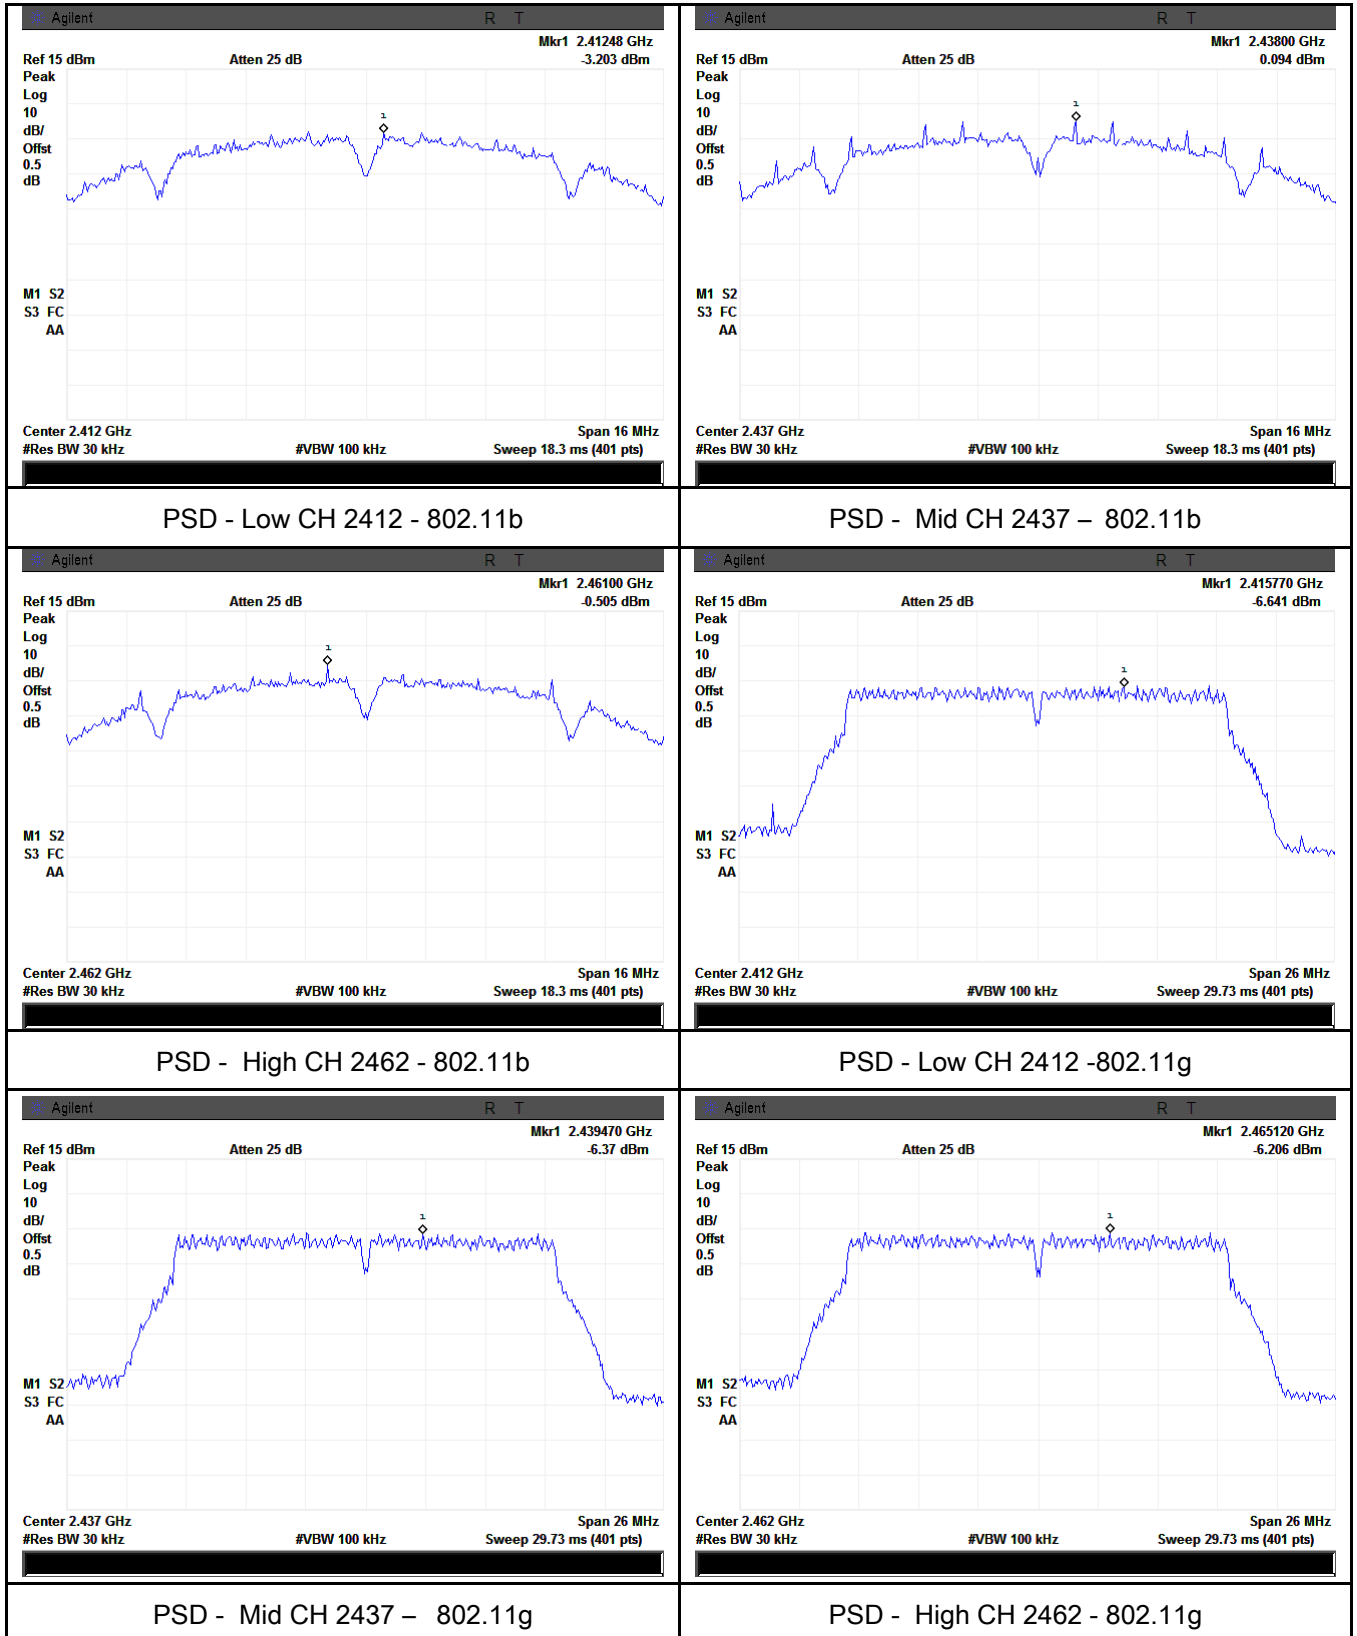 Agilent R T
Mkr1 2.41248 GHz
Ref 15 dBm Atten 25 dB -3.203 dBm
Peak
Log
10
dB/
Offst
0.5
dB
1
M1 S2
S3 FC
AA
Center 2.412 GHz Span 16 MHz
#Res BW 30 kHz #VBW 100 kHz Sweep 18.3 ms (401 pts)
PSD - Low CH 2412 - 802.11b
Agilent R T
Mkr1 2.43800 GHz
Ref 15 dBm Atten 25 dB 0.094 dBm
Peak
Log
10
dB/
Offst
0.5
dB
1
M1 S2
S3 FC
AA
Center 2.437 GHz Span 16 MHz
#Res BW 30 kHz #VBW 100 kHz Sweep 18.3 ms (401 pts)
PSD - Mid CH 2437 – 802.11b
Agilent R T
Mkr1 2.46100 GHz
Ref 15 dBm Atten 25 dB -0.505 dBm
Peak
Log
10
dB/
Offst
0.5
dB
1
M1 S2
S3 FC
AA
Center 2.462 GHz Span 16 MHz
#Res BW 30 kHz #VBW 100 kHz Sweep 18.3 ms (401 pts)
PSD - High CH 2462 - 802.11b
Agilent R T
Mkr1 2.415770 GHz
Ref 15 dBm Atten 25 dB -6.641 dBm
Peak
Log
10
dB/
Offst
0.5
dB
1
M1 S2
S3 FC
AA
Center 2.412 GHz Span 26 MHz
#Res BW 30 kHz #VBW 100 kHz Sweep 29.73 ms (401 pts)
PSD - Low CH 2412 -802.11g
Agilent R T
Mkr1 2.439470 GHz
Ref 15 dBm Atten 25 dB -6.37 dBm
Peak
Log
10
dB/
Offst
0.5
dB
1
M1 S2
S3 FC
AA
Center 2.437 GHz Span 26 MHz
#Res BW 30 kHz #VBW 100 kHz Sweep 29.73 ms (401 pts)
PSD - Mid CH 2437 – 802.11g
Agilent R T
Mkr1 2.465120 GHz
Ref 15 dBm Atten 25 dB -6.206 dBm
Peak
Log
10
dB/
Offst
0.5
dB
1
M1 S2
S3 FC
AA
Center 2.462 GHz Span 26 MHz
#Res BW 30 kHz #VBW 100 kHz Sweep 29.73 ms (401 pts)
PSD - High CH 2462 - 802.11g